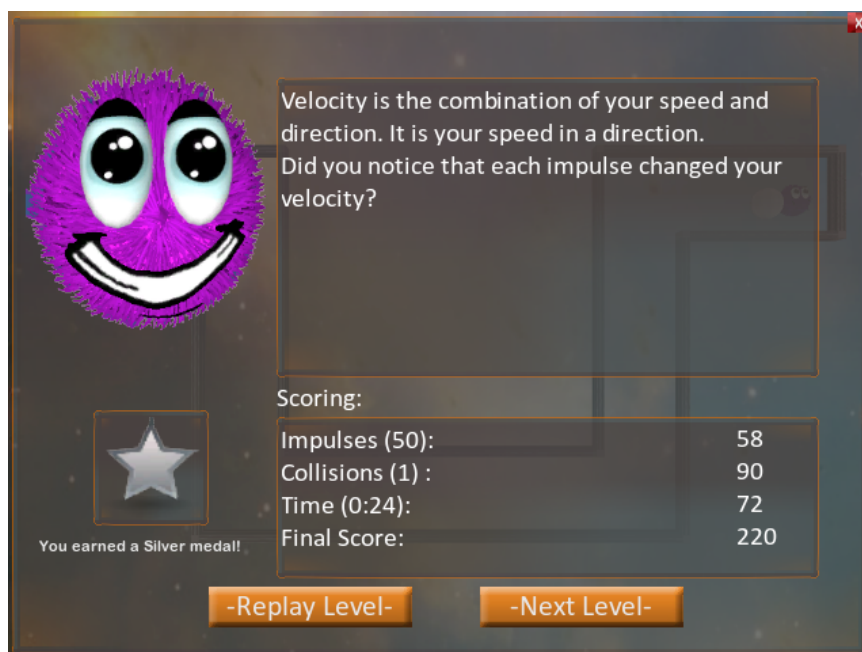 X
Velocity is the combination of your speed and
direction. It is your speed in a direction.
Did you notice that each impulse changed your
velocity?
Scoring:
Impulses (50): 58
Collisions (1) : 90
Time (0:24): 72
Final Score: 220
You earned a Silver medal!
-Replay Level- -Next Level-